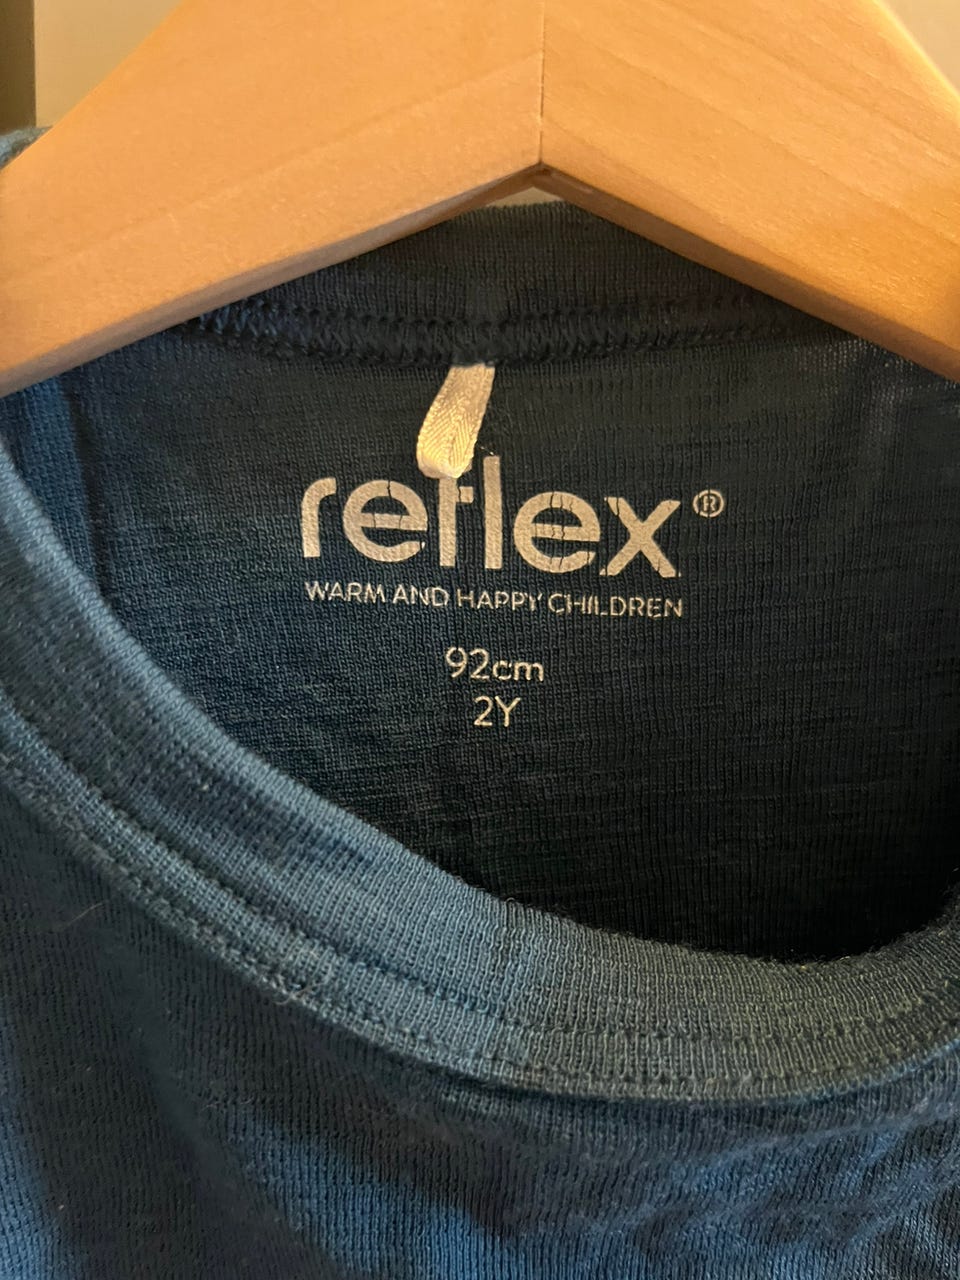 reflex®
WARM AND HAPPY CHILDREN
92cm
2Y